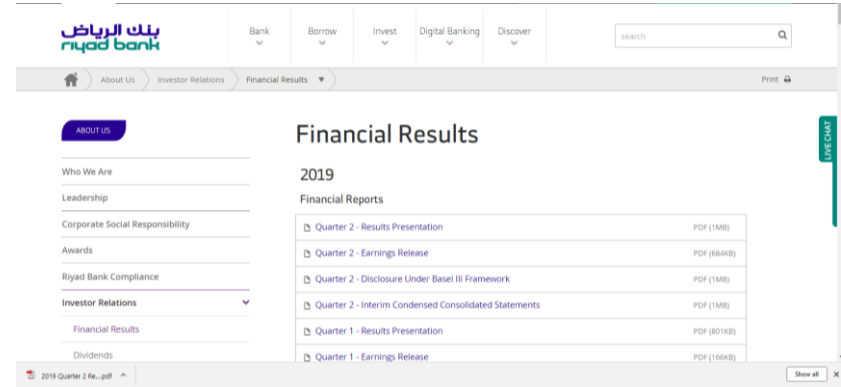 بنك الرياض
riyad bank
Bank
Borrow
Invest
Digital Banking
Discover
search
About Us
Investor Relations
Financial Results
Print
ABOUT US
Who We Are
Leadership
Corporate Social Responsibility
Awards
Riyad Bank Compliance
Investor Relations
Financial Results
Dividends
Financial Results
2019
Financial Reports
Quarter 2 - Results Presentation PDF (1MB)
Quarter 2 - Earnings Release PDF (684KB)
Quarter 2 - Disclosure Under Basel III Framework PDF (1MB)
Quarter 2 - Interim Condensed Consolidated Statements PDF (1MB)
Quarter 1 - Results Presentation PDF (801KB)
Quarter 1 - Earnings Release PDF (166KB)
LIVE CHAT
2019 Quarter 2 Re....pdf
Show all